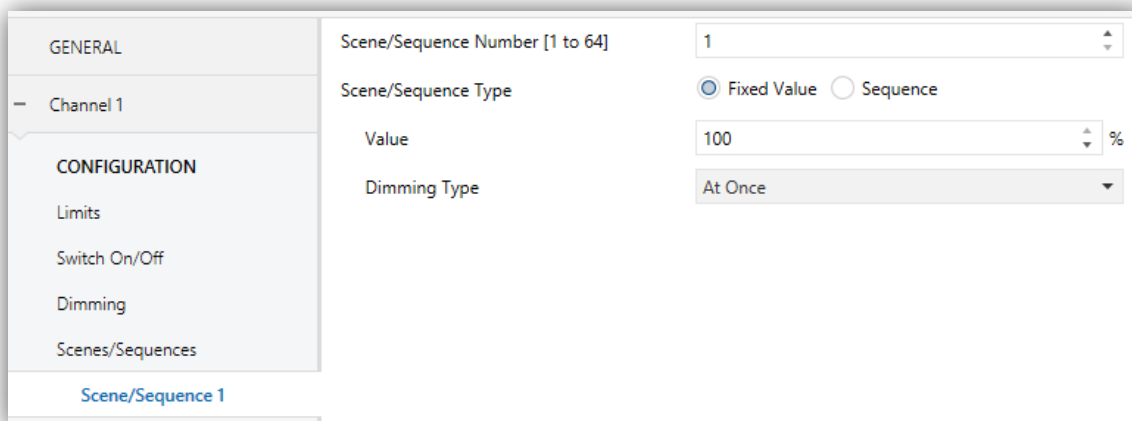 GENERAL
Channel 1
CONFIGURATION
Limits
Switch On/Off
Dimming
Scenes/Sequences
Scene/Sequence 1
Scene/Sequence Number [1 to 64] 1
Scene/Sequence Type Fixed Value Sequence
Value 100 %
Dimming Type At Once